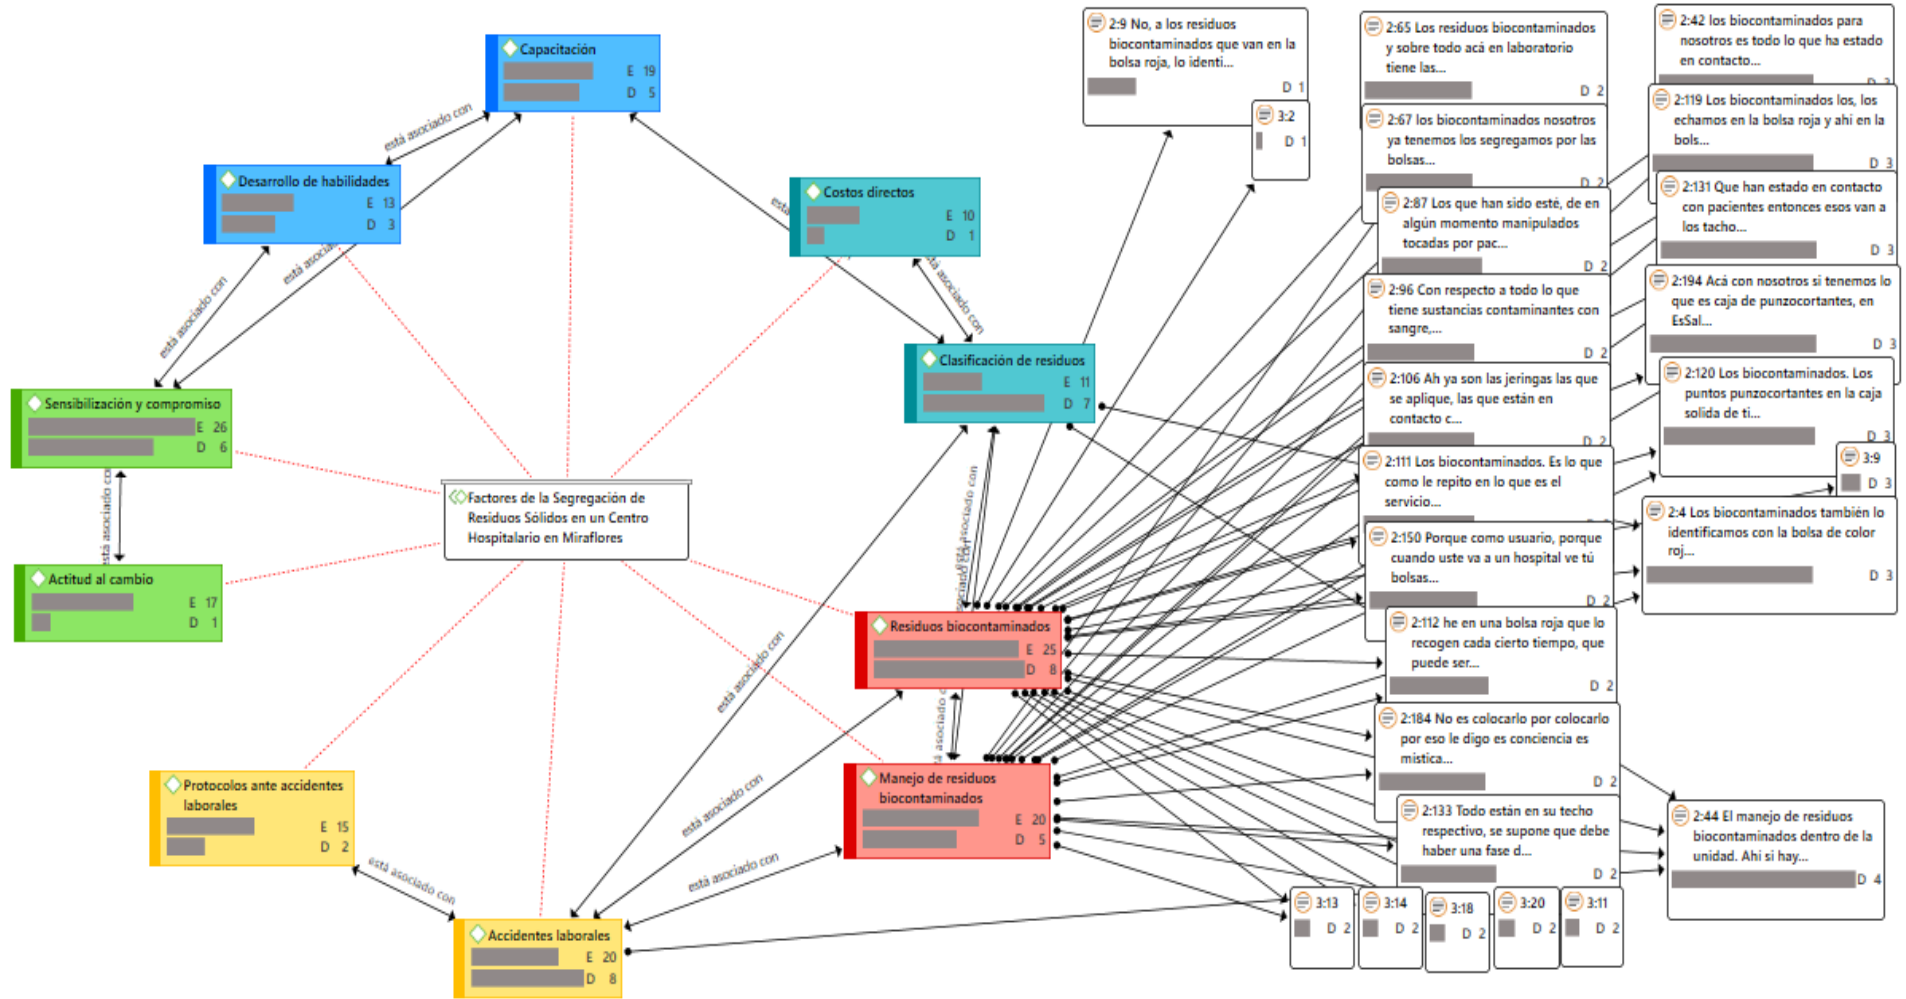 Capacitación
E 19
D 5
está asociado con
Desarrollo de habilidades
E 13
D 3
está asociado con
Sensibilización y compromiso
E 26
D 6
está asociado con
Actitud al cambio
E 17
D 1
Costos directos
E 10
D 1
está asociado con
Clasificación de residuos
E 11
D 7
Factores de la Segregación de
Residuos Sólidos en un Centro
Hospitalario en Miraflores
está asociado con
Residuos biocontaminados
E 25
D 8
está asociado con
Manejo de residuos
biocontaminados
E 20
D 5
está asociado con
está asociado con
Protocolos ante accidentes
laborales
E 15
D 2
está asociado con
Accidentes laborales
E 20
D 8
2:9 No, a los residuos
biocontaminados que van en la
bolsa roja, lo identi...
D 1
3:2
D 1
2:65 Los residuos biocontaminados
y sobre todo acá en laboratorio
tiene las...
D 2
2:67 los biocontaminados nosotros
ya tenemos los segregamos por las
bolsas...
D 2
2:87 Los que han sido esté, de en
algún momento manipulados
tocadas por pac...
D 2
2:96 Con respecto a todo lo que
tiene sustancias contaminantes con
sangre,...
D 2
2:106 Ah ya son las jeringas las que
se aplique, las que están en
contacto c...
D 2
2:111 Los biocontaminados. Es lo que
como le repito en lo que es el
servicio...
2:150 Porque como usuario, porque
cuando uste va a un hospital ve tú
bolsas...
D 2
2:112 he en una bolsa roja que lo
recogen cada cierto tiempo, que
puede ser...
D 2
2:184 No es colocarlo por colocarlo
por eso le digo es conciencia es
mistica...
D 2
2:133 Todo están en su techo
respectivo, se supone que debe
haber una fase d...
D 2
3:13
D 2
3:14
D 2
3:18
D 2
3:20
D 2
3:11
D 2
2:42 los biocontaminados para
nosotros es todo lo que ha estado
en contacto...
D 3
2:119 Los biocontaminados los, los
echamos en la bolsa roja y ahí en la
bols...
D 3
2:131 Que han estado en contacto
con pacientes entonces esos van a
los tacho...
D 3
2:194 Acá con nosotros si tenemos lo
que es caja de punzocortantes, en
EsSal...
D 3
2:120 Los biocontaminados. Los
puntos punzocortantes en la caja
solida de ti...
D 3
3:9
D 3
2:4 Los biocontaminados también lo
identificamos con la bolsa de color
roj...
D 3
2:44 El manejo de residuos
biocontaminados dentro de la
unidad. Ahi si hay...
D 4